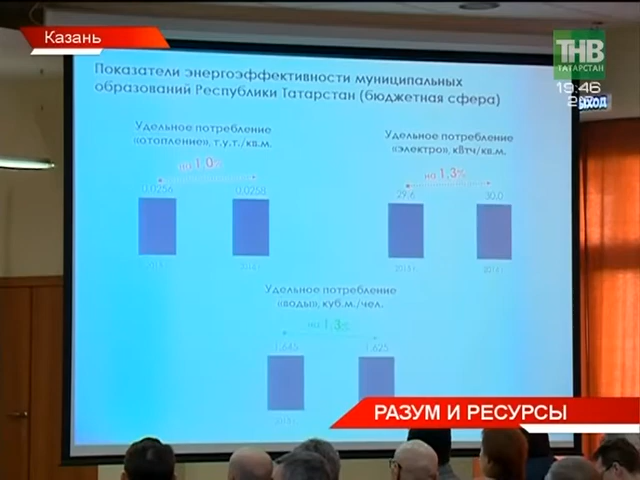 Казань
ТНВ
ТАТАРСТАН
19:46
ВЫХОД
Показатели энергоэффективности муниципальных
образований Республики Татарстан (бюджетная сфера)
Удельное потребление
«отопление», т.у.т./кв.м.
на 1,0%
0,0256 0,0258
Удельное потребление
«электро», кВтч/кв.м.
на 1,3%
29,6 30,0
Удельное потребление
«воды», куб.м./чел.
на 1,3%
1,645 1,625
РАЗУМ И РЕСУРСЫ